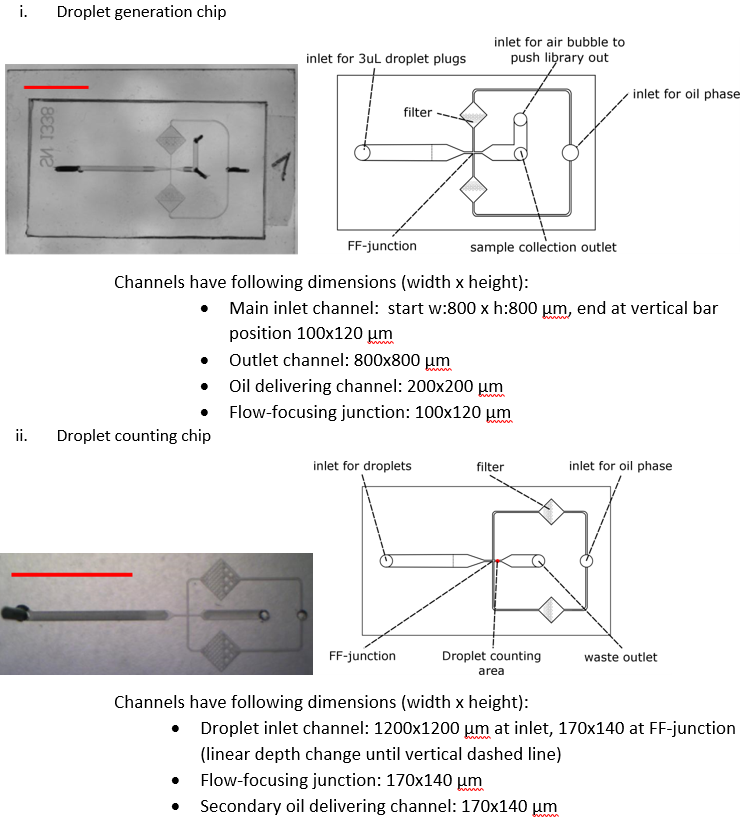 i. Droplet generation chip
inlet for air bubble to
push library out
inlet for 3uL droplet plugs
inlet for oil phase
filter
2N 1338
1
FF-junction
sample collection outlet
Channels have following dimensions (width x height):
• Main inlet channel: start w:800 x h:800 µm, end at vertical bar
position 100x120 µm
• Outlet channel: 800x800 µm
• Oil delivering channel: 200x200 µm
• Flow-focusing junction: 100x120 µm
ii. Droplet counting chip
inlet for droplets
filter
inlet for oil phase
FF-junction
Droplet counting
area
waste outlet
Channels have following dimensions (width x height):
• Droplet inlet channel: 1200x1200 µm at inlet, 170x140 at FF-junction
(linear depth change until vertical dashed line)
• Flow-focusing junction: 170x140 µm
• Secondary oil delivering channel: 170x140 µm